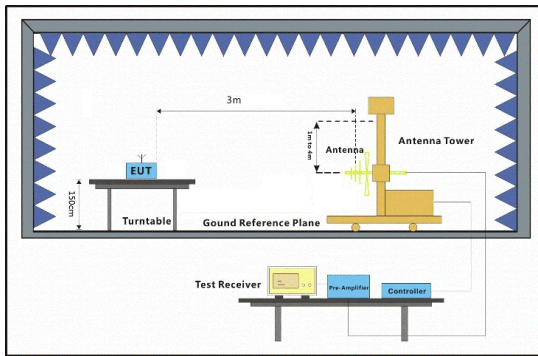 3m
1m to 4m
Antenna
Antenna Tower
EUT
150cm
Turntable
Gound Reference Plane
Test Receiver
Pre-Amplifier
Controller